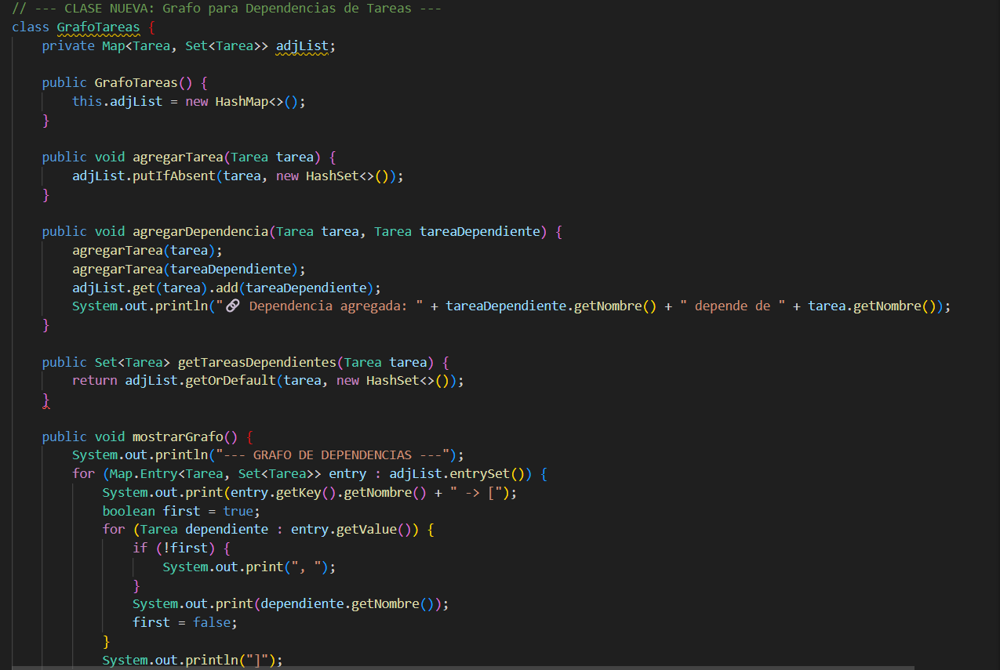 // --- CLASE NUEVA: Grafo para Dependencias de Tareas ---
class GrafoTareas {
    private Map<Tarea, Set<Tarea>> adjList;

    public GrafoTareas() {
        this.adjList = new HashMap<>();
    }

    public void agregarTarea(Tarea tarea) {
        adjList.putIfAbsent(tarea, new HashSet<>());
    }

    public void agregarDependencia(Tarea tarea, Tarea tareaDependiente) {
        agregarTarea(tarea);
        agregarTarea(tareaDependiente);
        adjList.get(tarea).add(tareaDependiente);
        System.out.println("🔗 Dependencia agregada: " + tareaDependiente.getNombre() + " depende de " + tarea.getNombre());
    }

    public Set<Tarea> getTareasDependientes(Tarea tarea) {
        return adjList.getOrDefault(tarea, new HashSet<>());
    }

    public void mostrarGrafo() {
        System.out.println("--- GRAFO DE DEPENDENCIAS ---");
        for (Map.Entry<Tarea, Set<Tarea>> entry : adjList.entrySet()) {
            System.out.print(entry.getKey().getNombre() + " -> [");
            boolean first = true;
            for (Tarea dependiente : entry.getValue()) {
                if (!first) {
                    System.out.print(", ");
                }
                System.out.print(dependiente.getNombre());
                first = false;
            }
            System.out.println("]");